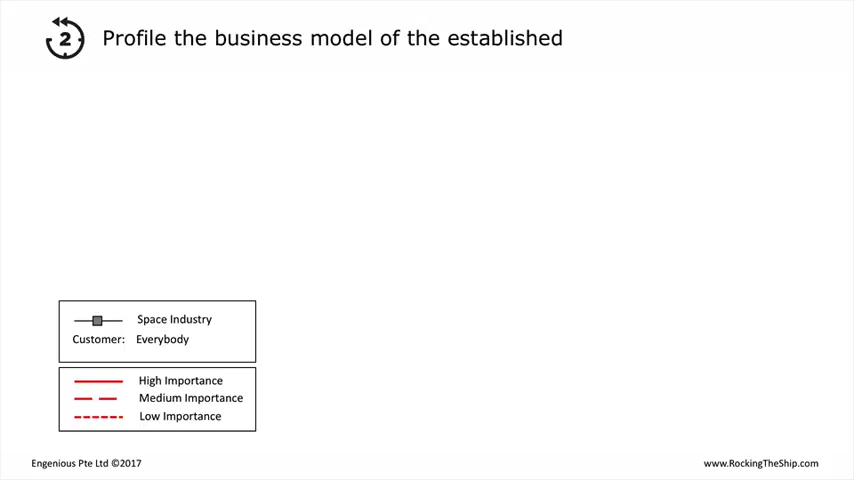 2 Profile the business model of the established
Space Industry
Customer: Everybody
High Importance
Medium Importance
Low Importance
Engenious Pte Ltd ©2017 www.RockingTheShip.com